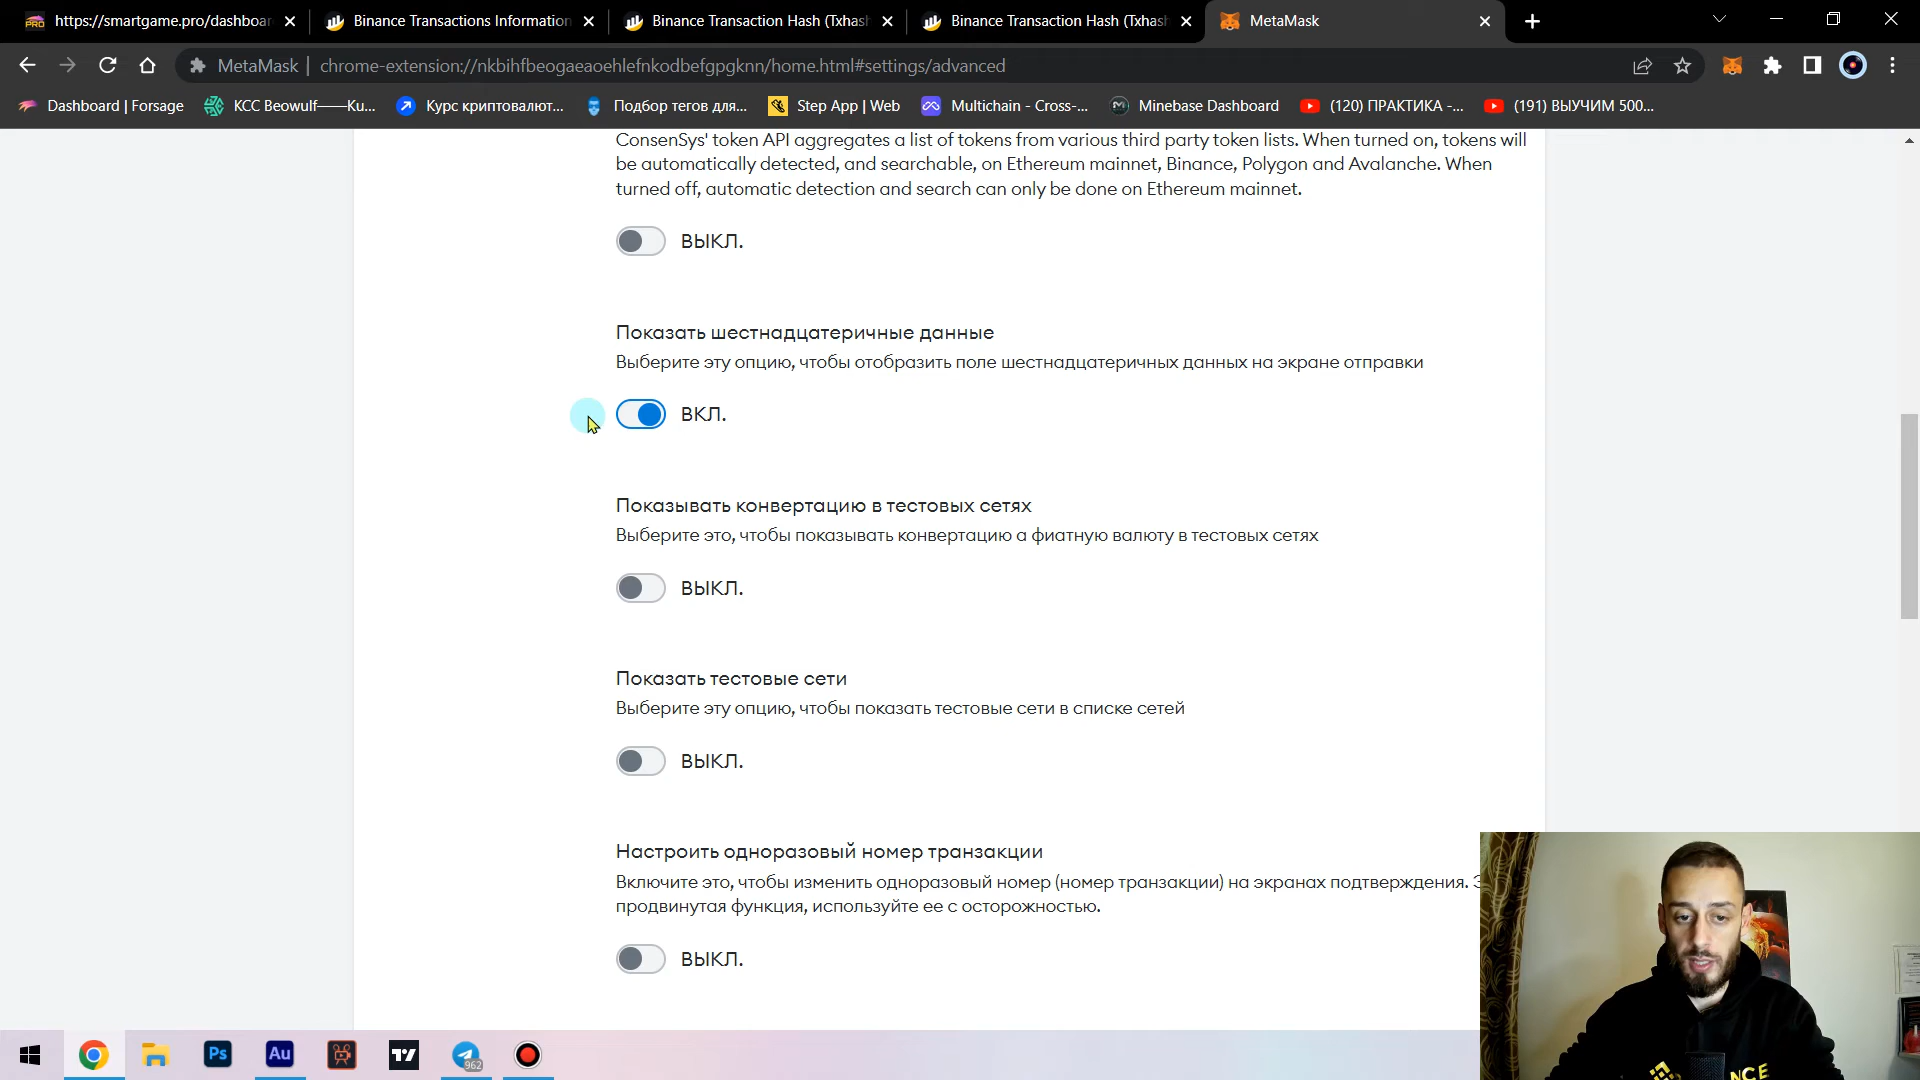 https://smartgame.pro/dashboar
Binance Transactions Information
Binance Transaction Hash (Txhash
Binance Transaction Hash (Txhash
MetaMask
MetaMask | chrome-extension://nkbihfbeogaeaoehlefnkodbefgpgknn/home.html#settings/advanced
Dashboard | Forsage
KCC Beowulf——Ku...
Курс криптовалют...
Подбор тегов для...
Step App | Web
Multichain - Cross-...
Minebase Dashboard
(120) ПРАКТИКА -...
(191) ВЫУЧИМ 500...
ConsenSys' token API aggregates a list of tokens from various third party token lists. When turned on, tokens will
be automatically detected, and searchable, on Ethereum mainnet, Binance, Polygon and Avalanche. When
turned off, automatic detection and search can only be done on Ethereum mainnet.
ВЫКЛ.
Показать шестнадцатеричные данные
Выберите эту опцию, чтобы отобразить поле шестнадцатеричных данных на экране отправки
ВКЛ.
Показывать конвертацию в тестовых сетях
Выберите это, чтобы показывать конвертацию а фиатную валюту в тестовых сетях
ВЫКЛ.
Показать тестовые сети
Выберите эту опцию, чтобы показать тестовые сети в списке сетей
ВЫКЛ.
Настроить одноразовый номер транзакции
Включите это, чтобы изменить одноразовый номер (номер транзакции) на экранах подтверждения.
продвинутая функция, используйте ее с осторожностью.
ВЫКЛ.
Ps
Au
962
NCE